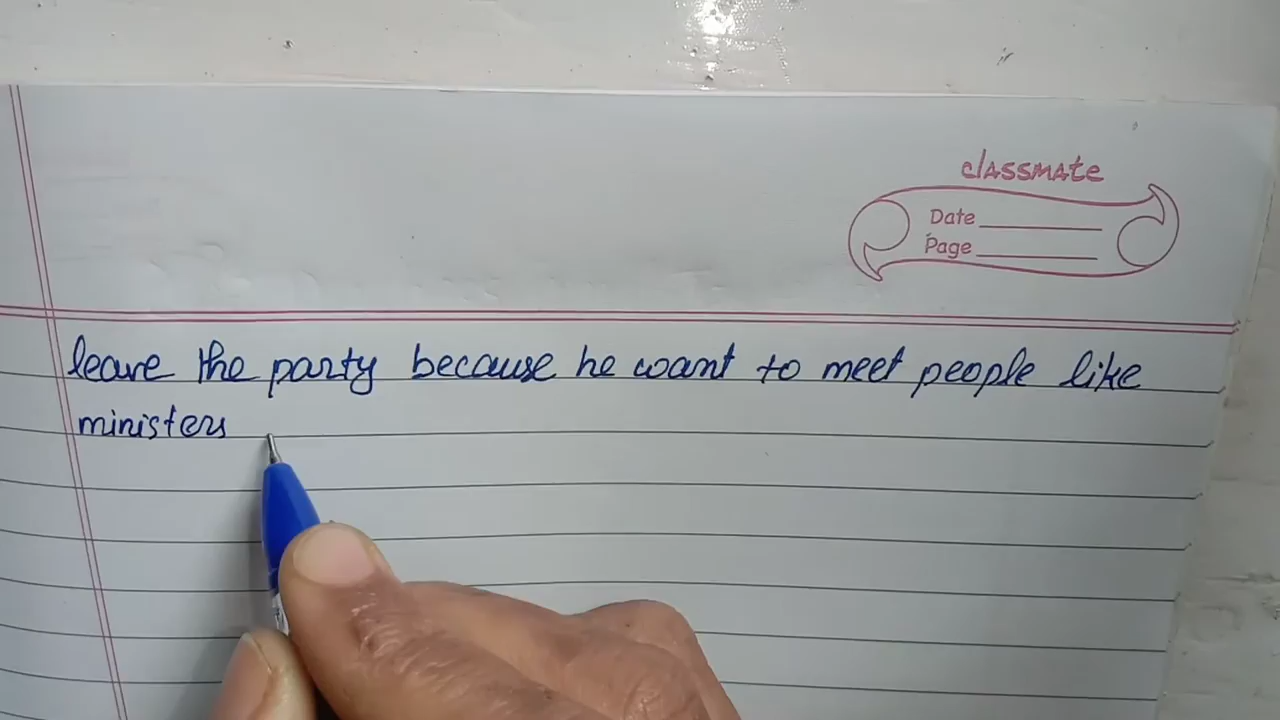 classmate
Date
Page
leave the party because he want to meet people like
ministers